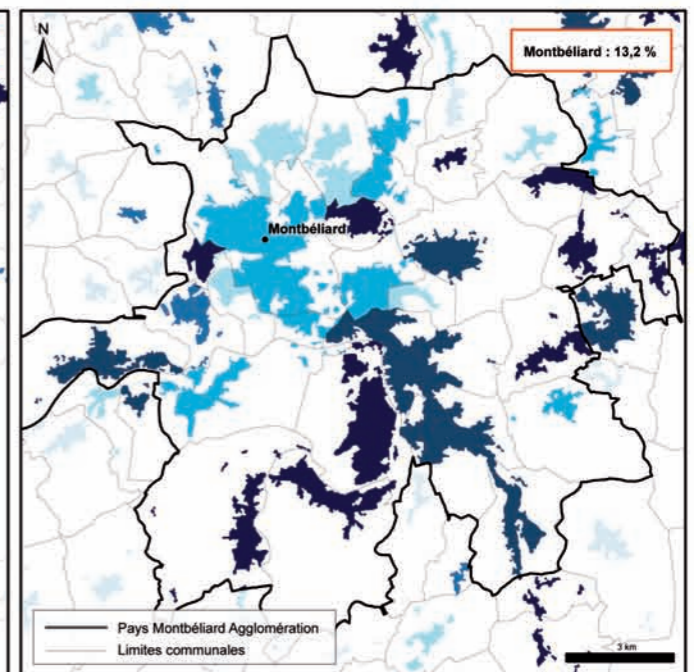 N
Montbéliard : 13,2 %
Montbéliard
Pays Montbéliard Agglomération
Limites communales
3 km